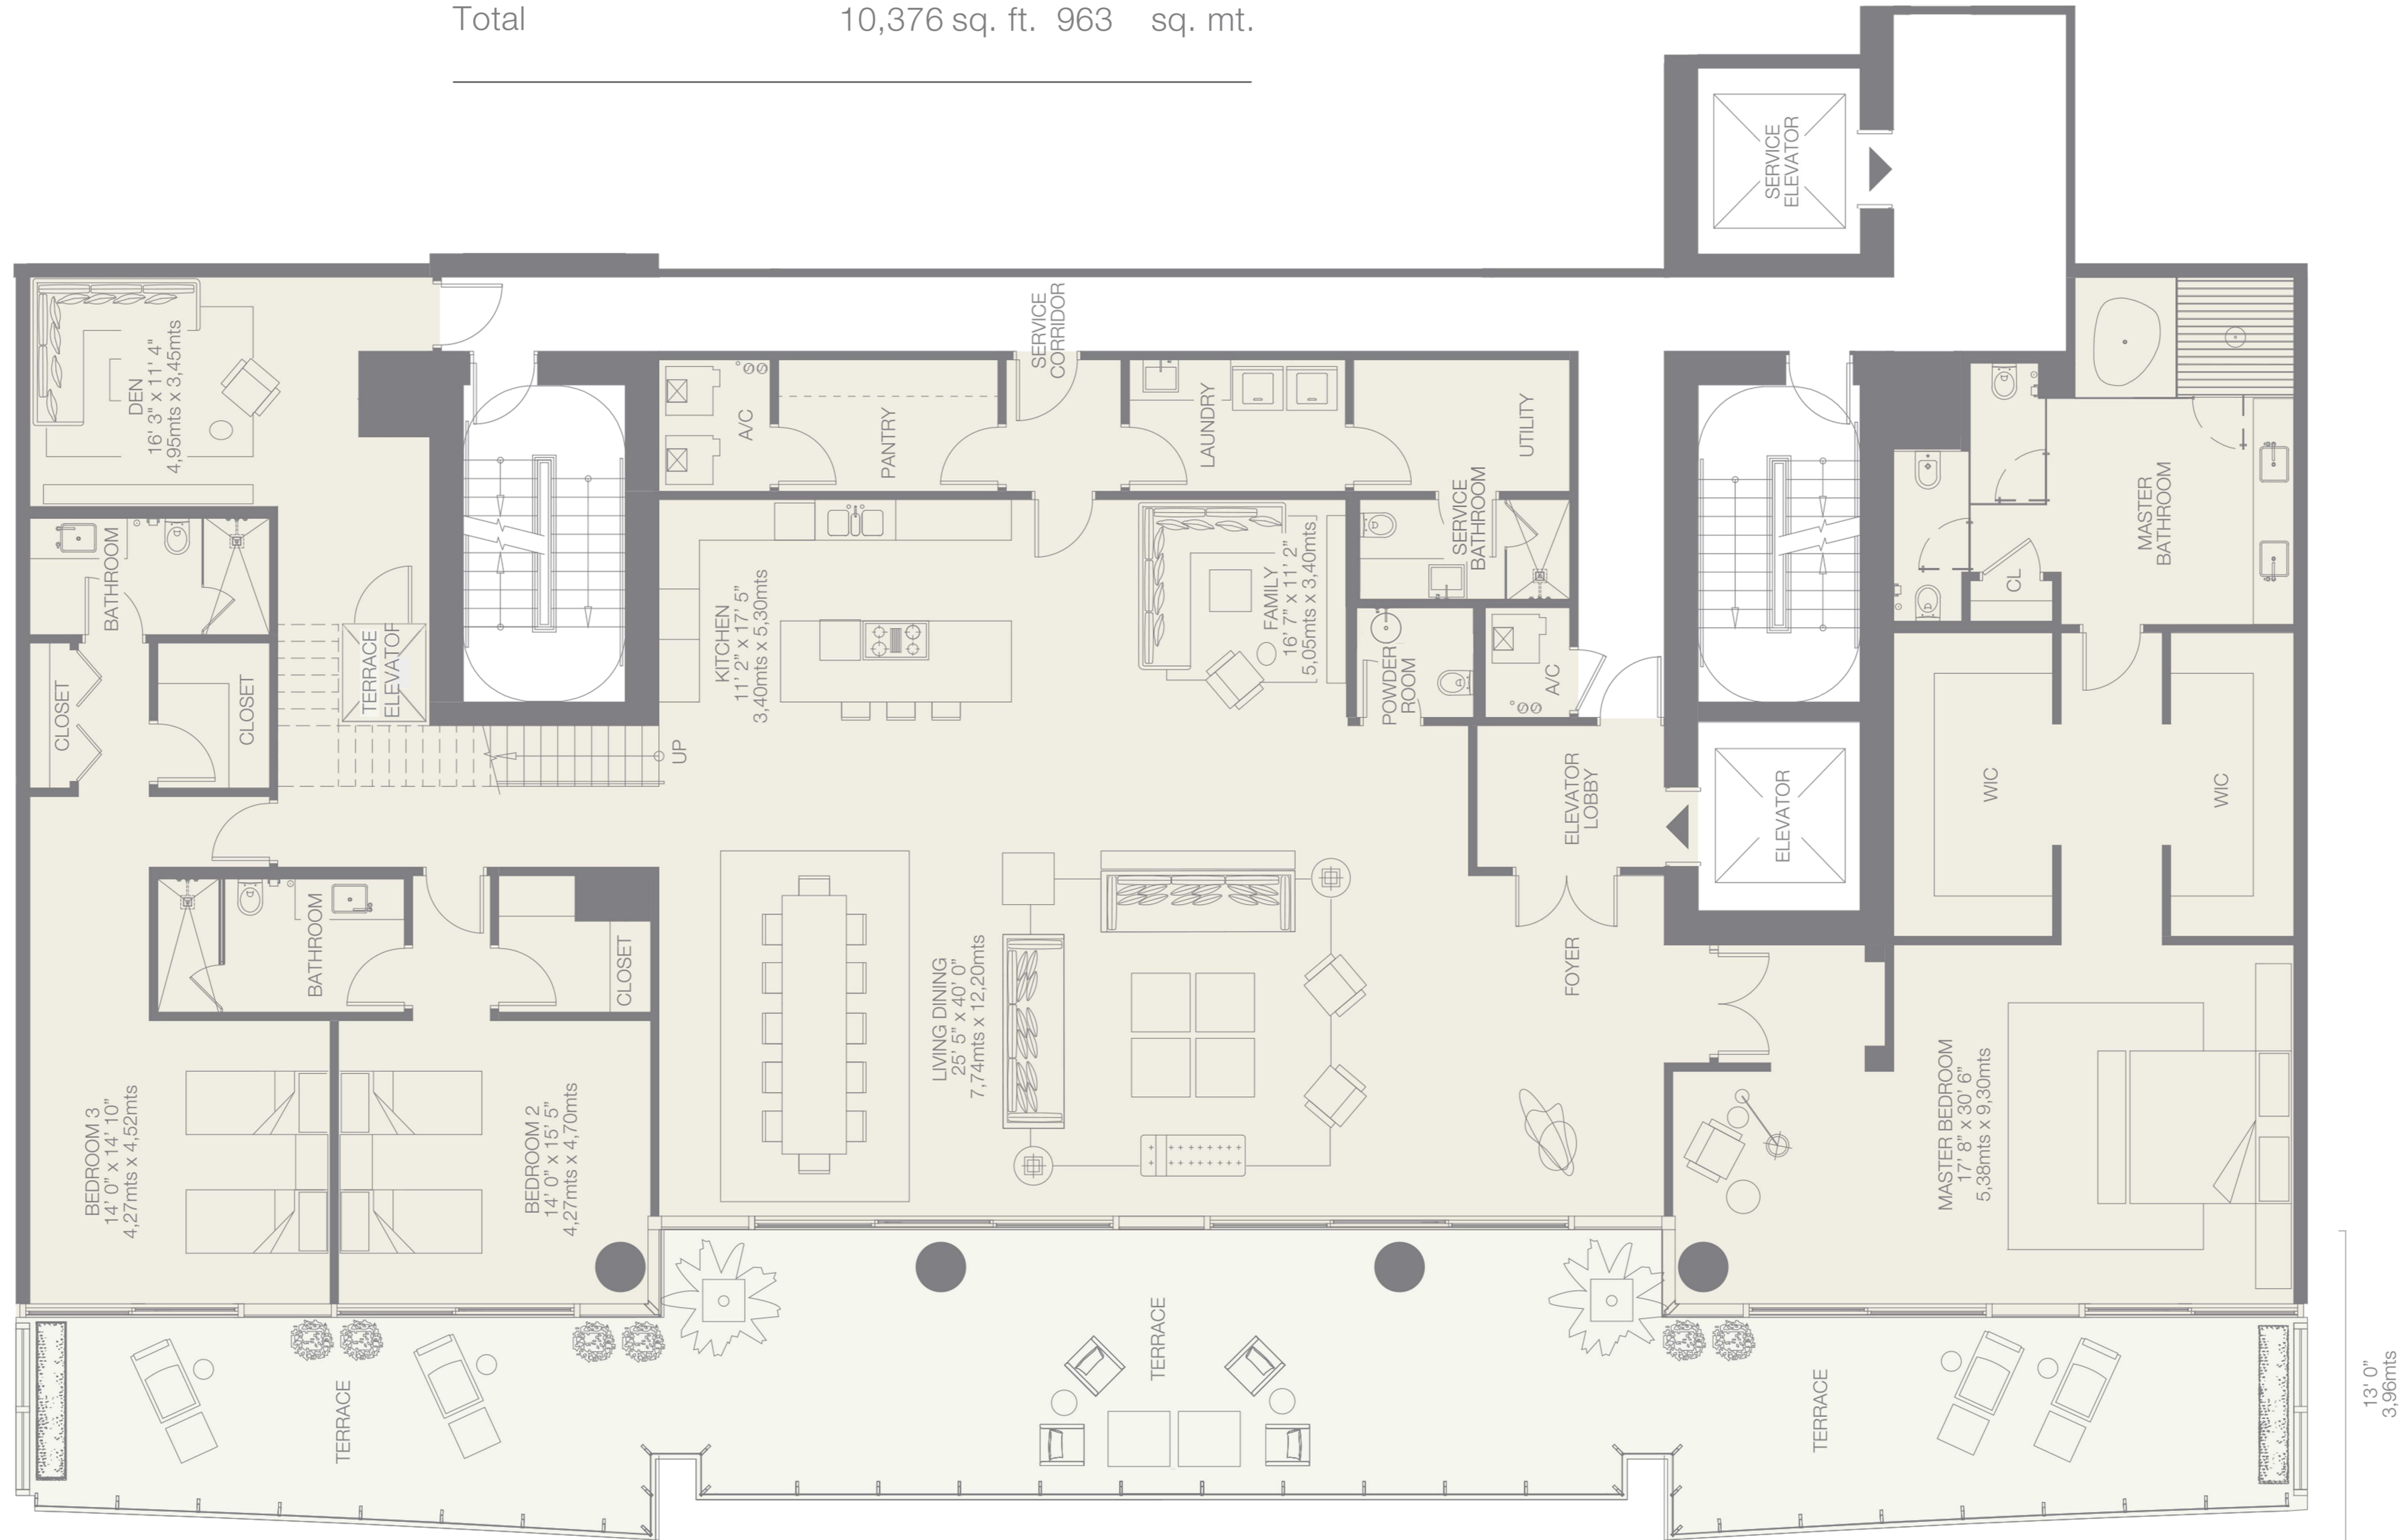 Total 10,376 sq. ft. 963 sq. mt.
SERVICE
ELEVATOR
SERVICE
CORRIDOR
DEN
16' 3" x 11' 4"
4,95mts x 3,45mts
A/C
PANTRY
LAUNDRY
UTILITY
BATHROOM
SERVICE
BATHROOM
MASTER
BATHROOM
CL
CLOSET
CLOSET
TERRACE
ELEVATOR
UP
KITCHEN
11' 2" x 17' 5"
3,40mts x 5,30mts
FAMILY
16' 7" x 11' 2"
5,05mts x 3,40mts
POWDER
ROOM
A/C
ELEVATOR
LOBBY
ELEVATOR
WIC
WIC
BATHROOM
CLOSET
LIVING DINING
25' 5" x 40' 0"
7,74mts x 12,20mts
FOYER
BEDROOM 3
14' 0" x 14' 10"
4,27mts x 4,52mts
BEDROOM 2
14' 0" x 15' 5"
4,27mts x 4,70mts
MASTER BEDROOM
17' 8" x 30' 6"
5,38mts x 9,30mts
TERRACE
TERRACE
TERRACE
13' 0"
3,96mts